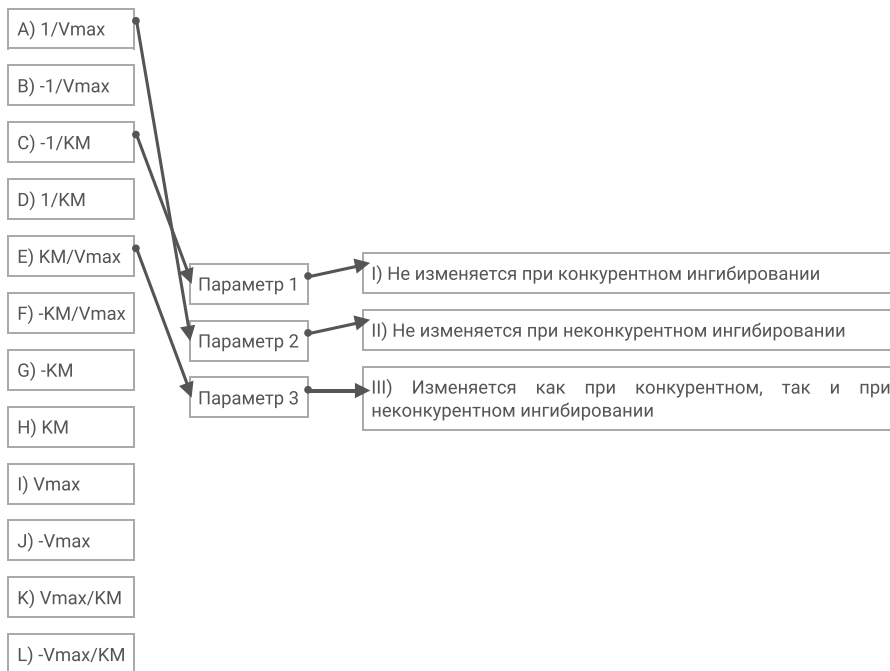 A) 1/Vmax
B) -1/Vmax
C) -1/KM
D) 1/KM
E) KM/Vmax
F) -KM/Vmax
G) -KM
H) KM
I) Vmax
J) -Vmax
K) Vmax/KM
L) -Vmax/KM
Параметр 1
Параметр 2
Параметр 3
I) Не изменяется при конкурентном ингибировании
II) Не изменяется при неконкурентном ингибировании
III) Изменяется как при конкурентном, так и при
неконкурентном ингибировании